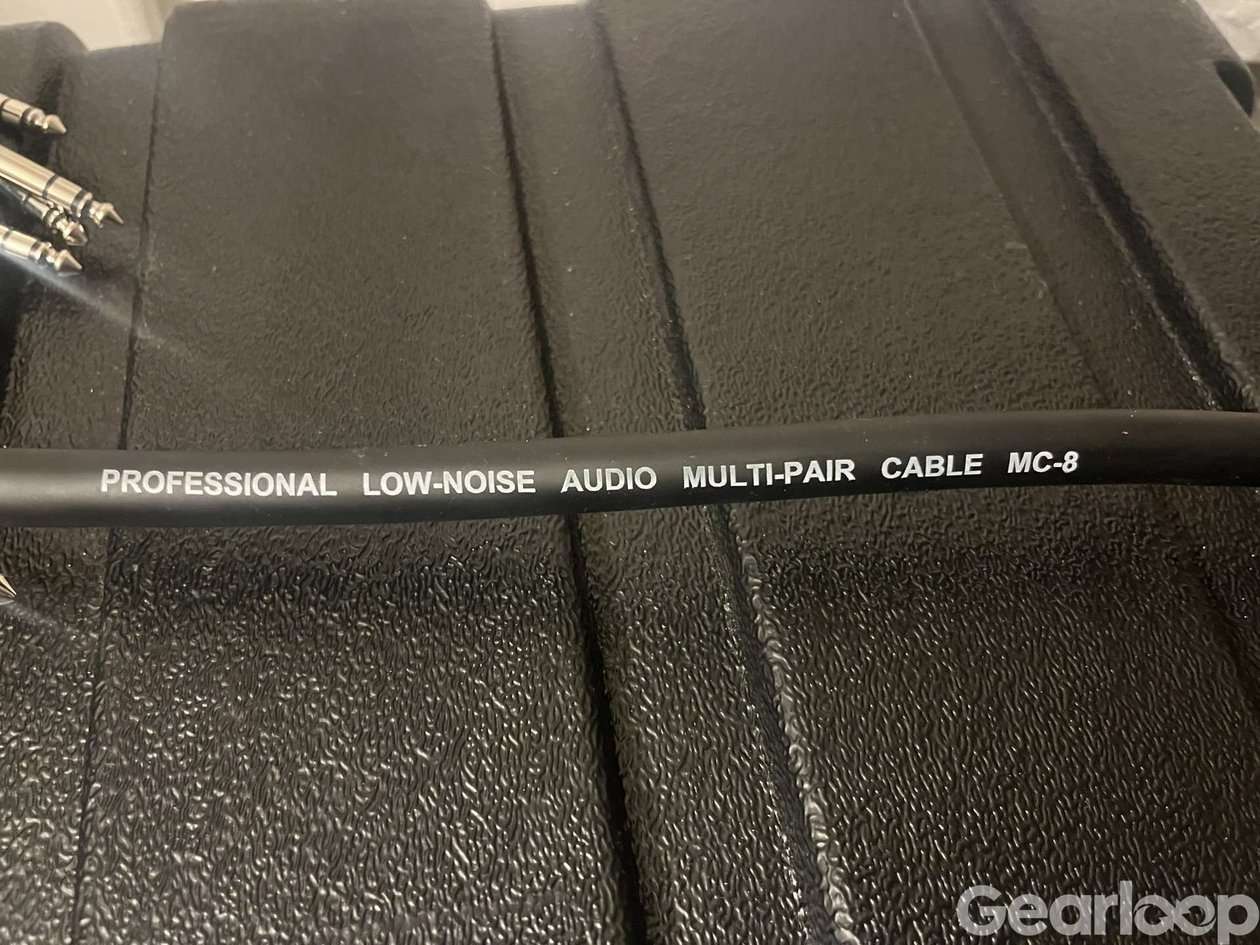 PROFESSIONAL LOW-NOISE AUDIO MULTI-PAIR CABLE MC-8
Gearloop